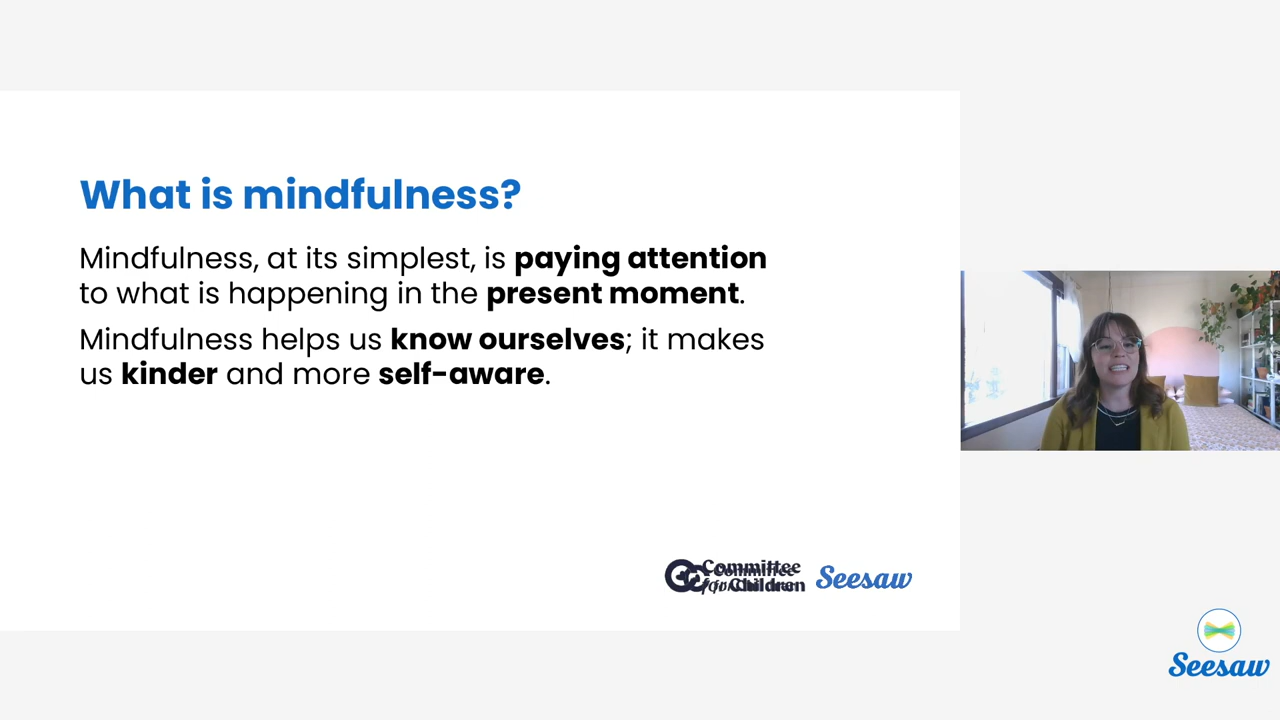 What is mindfulness?
Mindfulness, at its simplest, is paying attention
to what is happening in the present moment.
Mindfulness helps us know ourselves; it makes
us kinder and more self-aware.
Committee
for Children
Seesaw
Seesaw